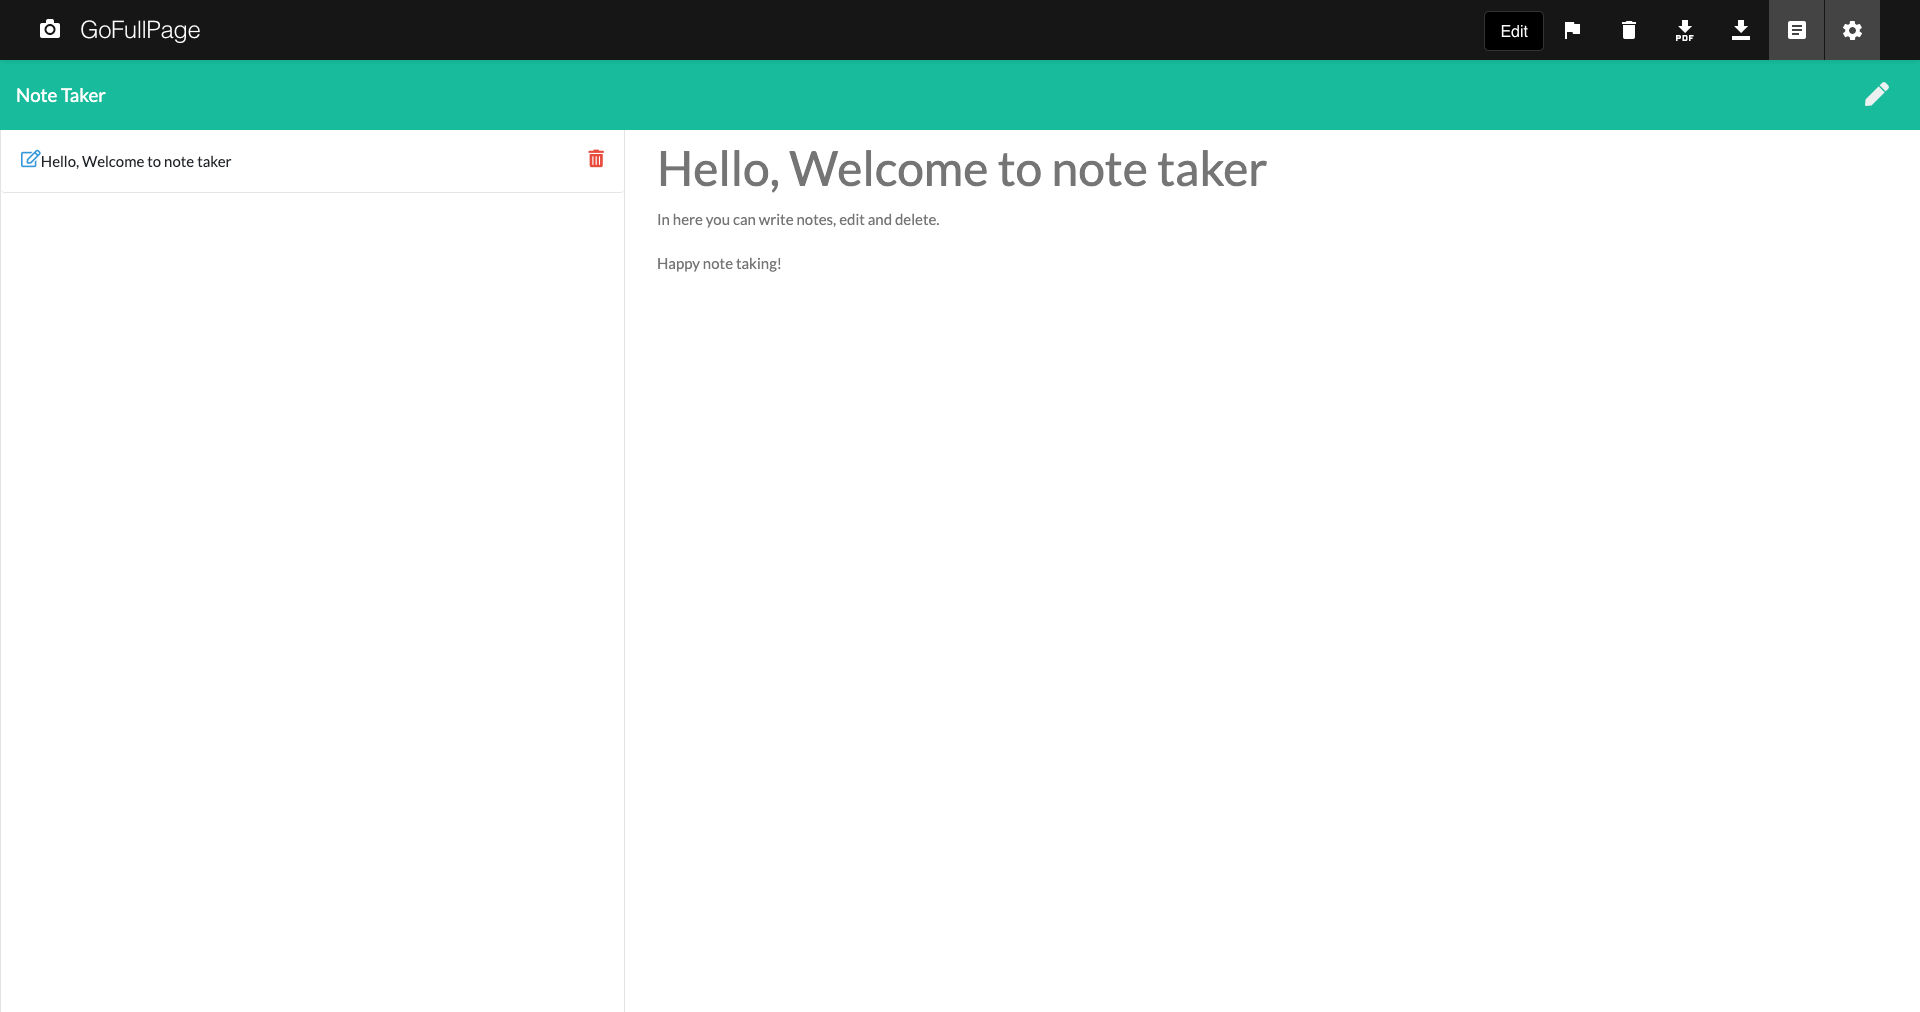 GoFullPage
Edit
PDF
Note Taker
Hello, Welcome to note taker
Hello, Welcome to note taker
In here you can write notes, edit and delete.
Happy note taking!